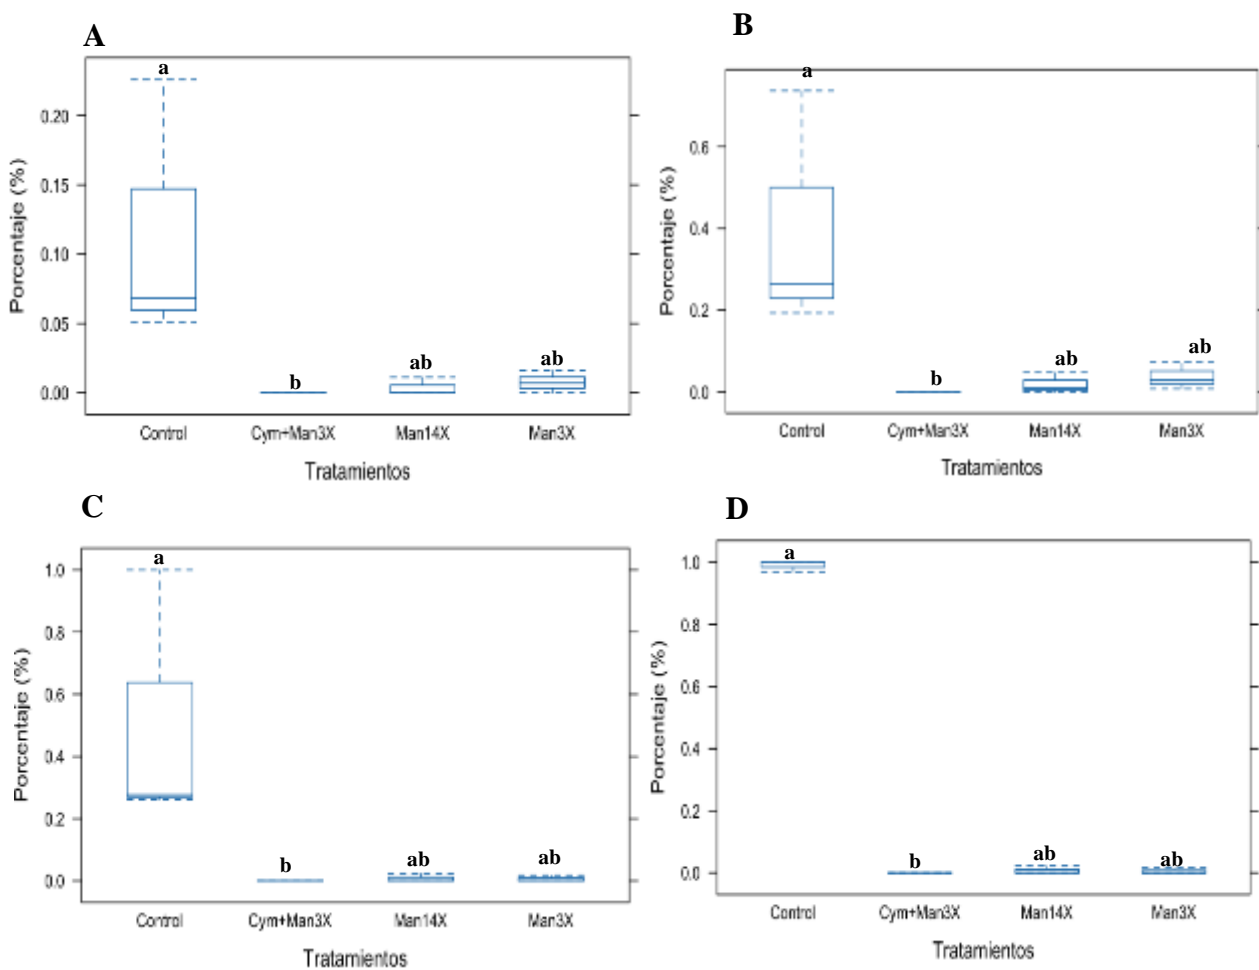 A
a
0.20
0.15
0.10
0.05
0.00
Porcentaje (%)
b
ab
ab
Control Cym+Man3X Man14X Man3X
Tratamientos
B
a
0.6
0.4
0.2
0.0
Porcentaje (%)
b
ab
ab
Control Cym+Man3X Man14X Man3X
Tratamientos
C
a
1.0
0.8
0.6
0.4
0.2
0.0
Porcentaje (%)
b
ab
ab
Control Cym+Man3X Man14X Man3X
Tratamientos
D
a
1.0
0.8
0.6
0.4
0.2
0.0
Porcentaje (%)
b
ab
ab
Control Cym+Man3X Man14X Man3X
Tratamientos